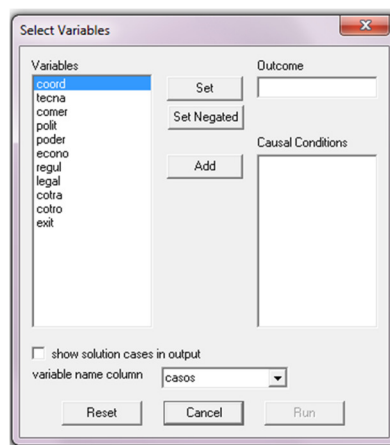 Select Variables
Variables
coord
tecna
comer
polit
poder
econo
regul
legal
cotra
cotro
exit
Set
Set Negated
Add
Outcome
Causal Conditions
show solution cases in output
variable name column
casos
Reset
Cancel
Run